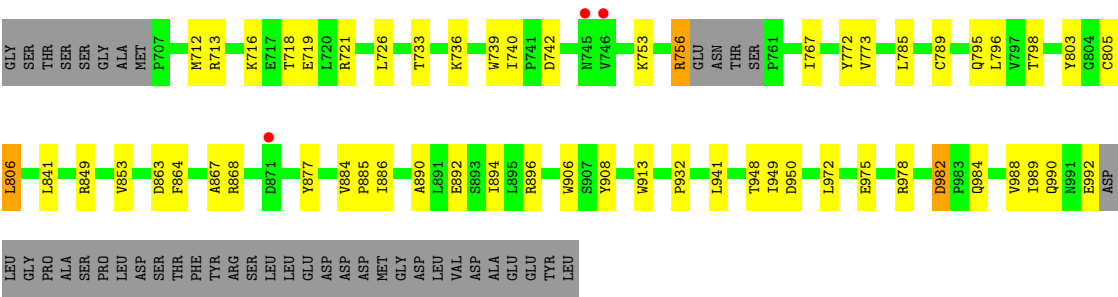 GLY SER THR SER SER GLY ALA MET P707 M712 R713 K716 E717 T718 E719 L720 R721 L726 T733 K736 W739 I740 P741 D742 N745 V746 K753 R756 GLU ASN THR SER P761 I767 Y772 V773 L785 C789 Q795 L796 V797 T798 Y803 G804 C805
L806 L841 R849 V853 D863 F864 A867 R868 D871 Y877 V884 P885 I886 A890 L891 E892 S893 I894 L895 R896 W906 S907 Y908 W913 P932 L941 T948 I949 D950 L972 E975 R978 D982 P983 Q984 V988 I989 Q990 N991 E992 ASP
LEU GLY PRO ALA SER PRO LEU ASP SER THR PHE TYR ARG SER LEU LEU GLU ASP ASP ASP MET GLY ASP LEU VAL ASP ALA GLU GLU TYR LEU